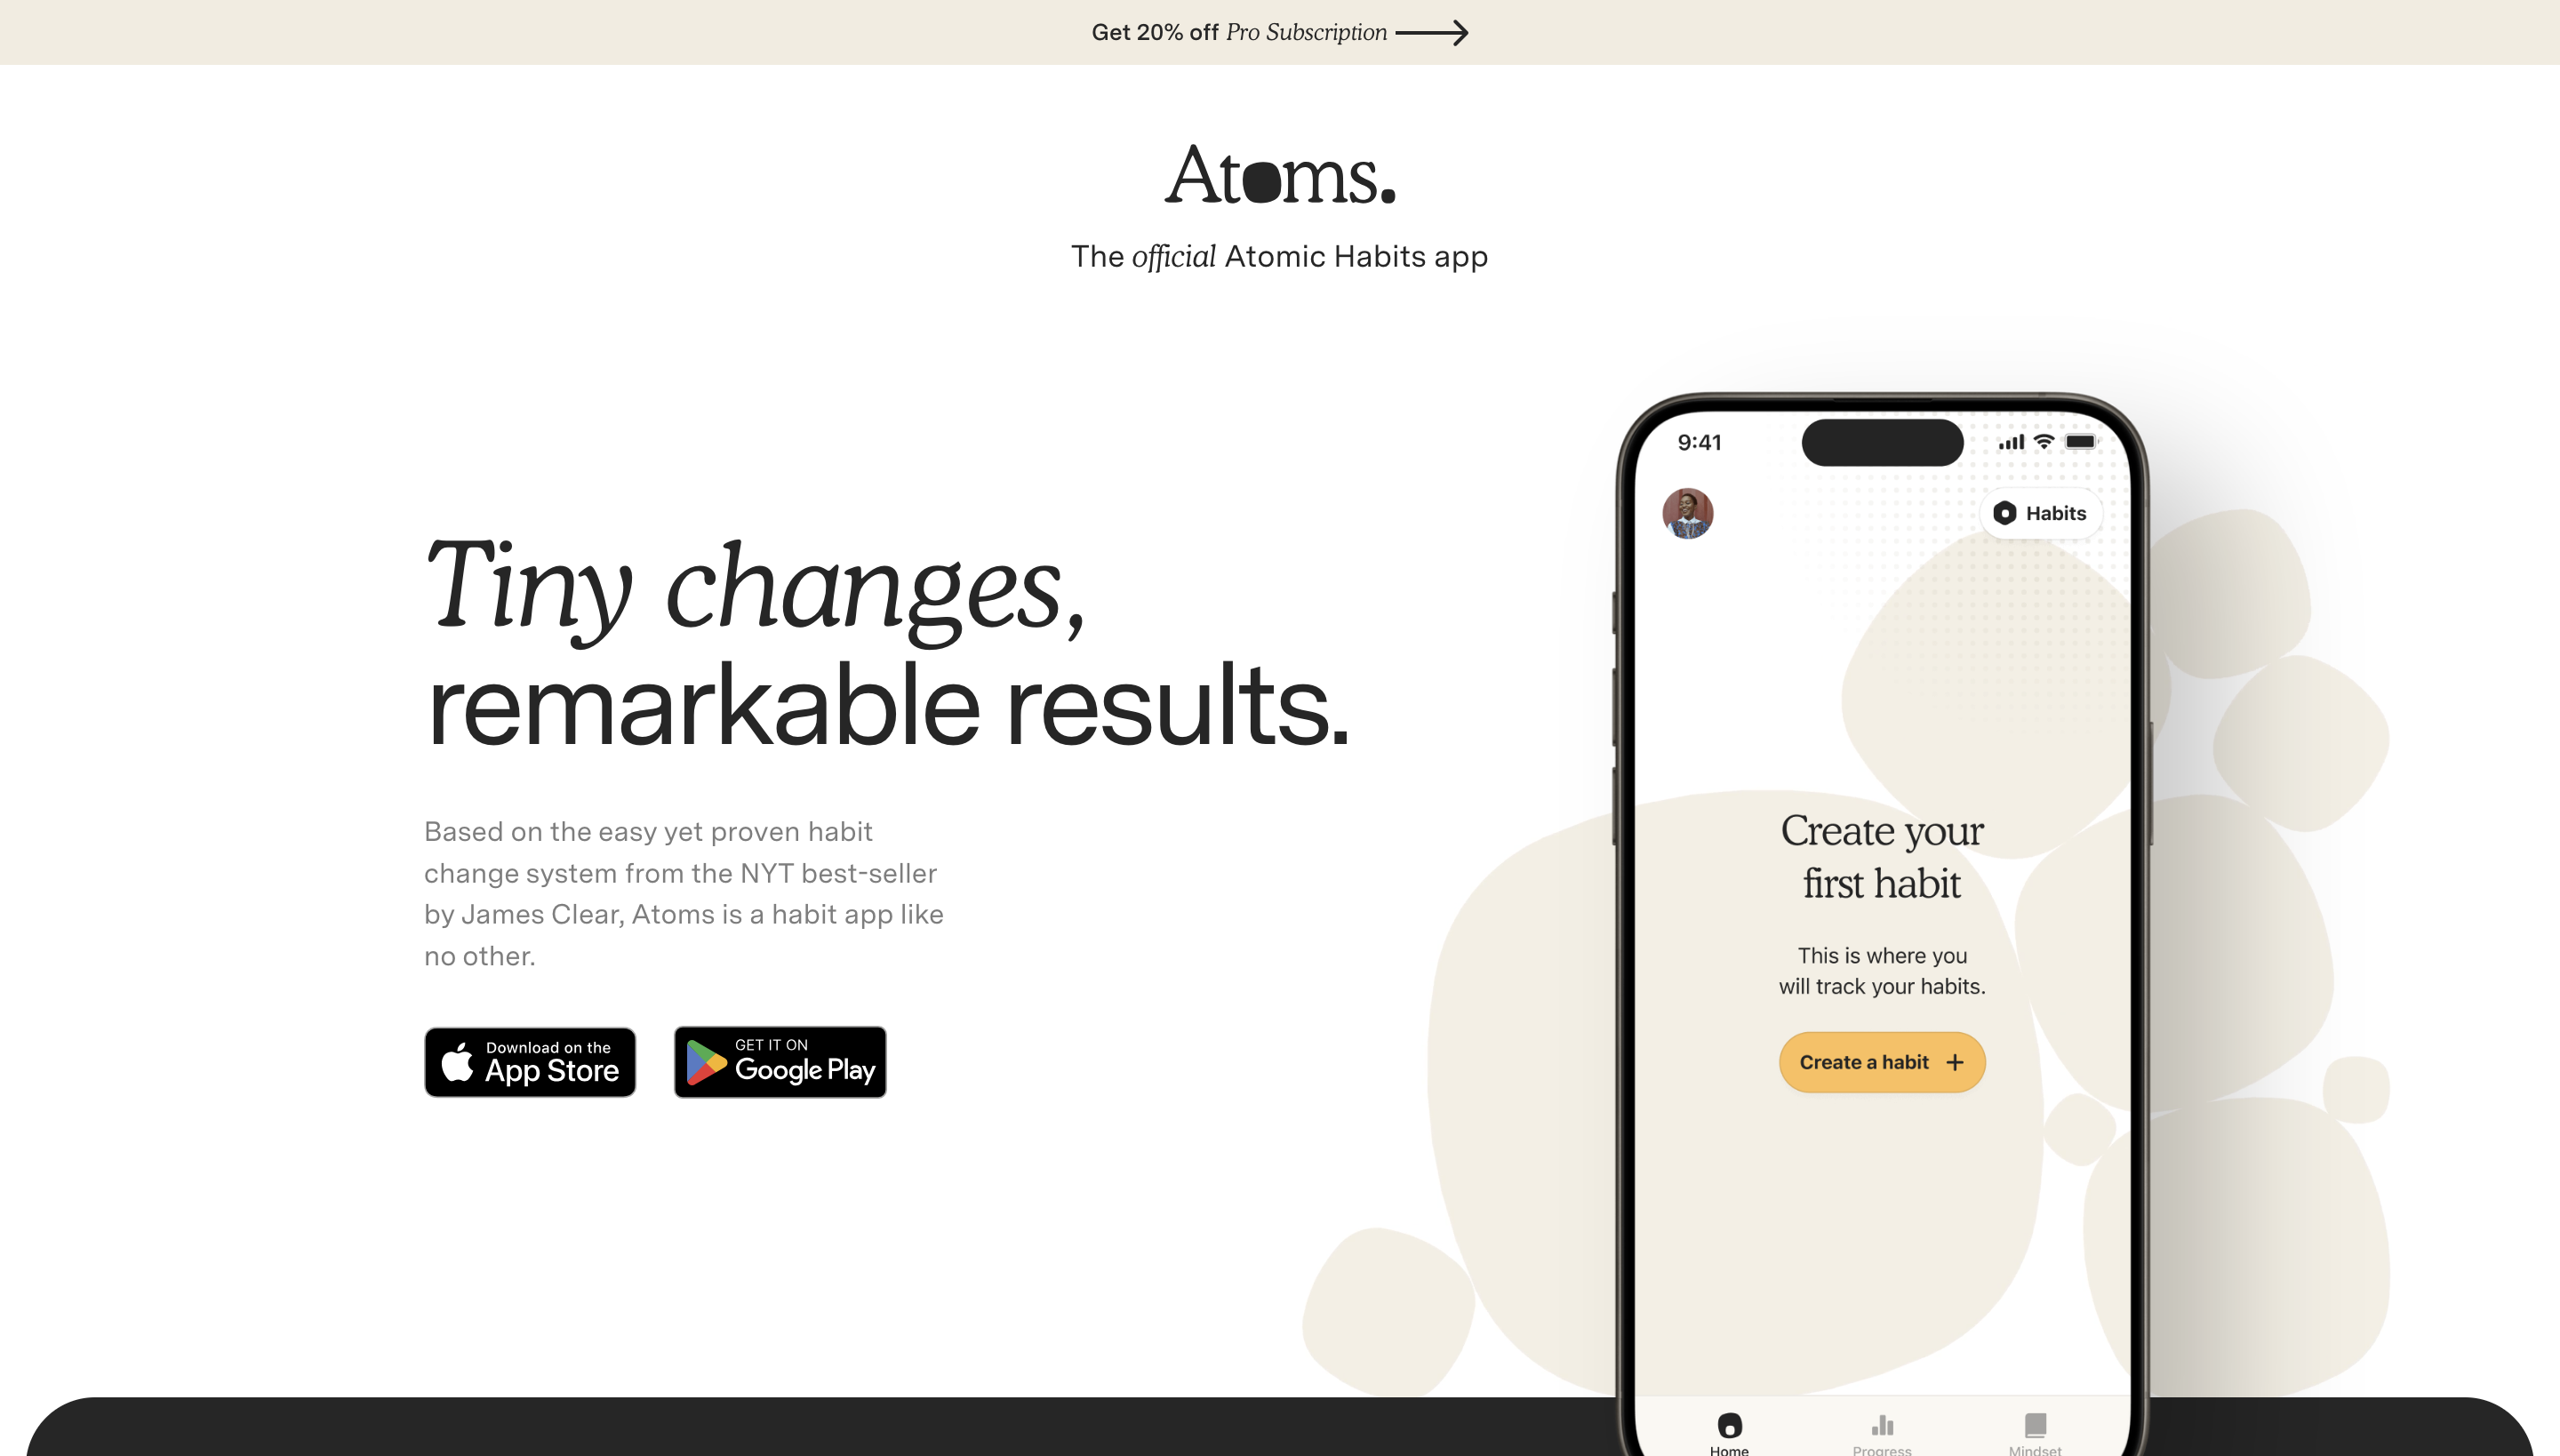 Get 20% off Pro Subscription
Atoms.
The official Atomic Habits app
Tiny changes,
remarkable results.
Based on the easy yet proven habit
change system from the NYT best-seller
by James Clear, Atoms is a habit app like
no other.
Download on the
App Store
GET IT ON
Google Play
9:41
Habits
Create your
first habit
This is where you
will track your habits.
Create a habit +
Home Progress Mindset